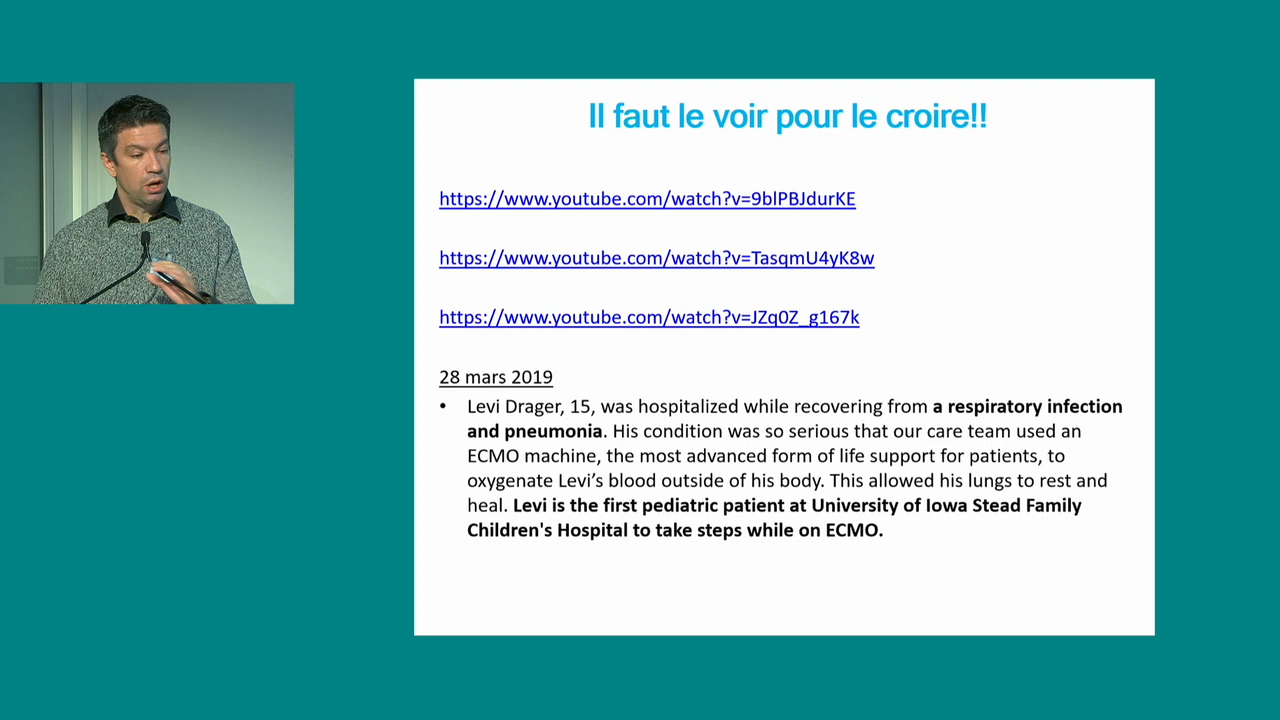 Il faut le voir pour le croire!!
https://www.youtube.com/watch?v=9blPBJdurKE
https://www.youtube.com/watch?v=TasqmU4yK8w
https://www.youtube.com/watch?v=JZq0Z_g167k
28 mars 2019
• Levi Drager, 15, was hospitalized while recovering from a respiratory infection
and pneumonia. His condition was so serious that our care team used an
ECMO machine, the most advanced form of life support for patients, to
oxygenate Levi’s blood outside of his body. This allowed his lungs to rest and
heal. Levi is the first pediatric patient at University of Iowa Stead Family
Children's Hospital to take steps while on ECMO.